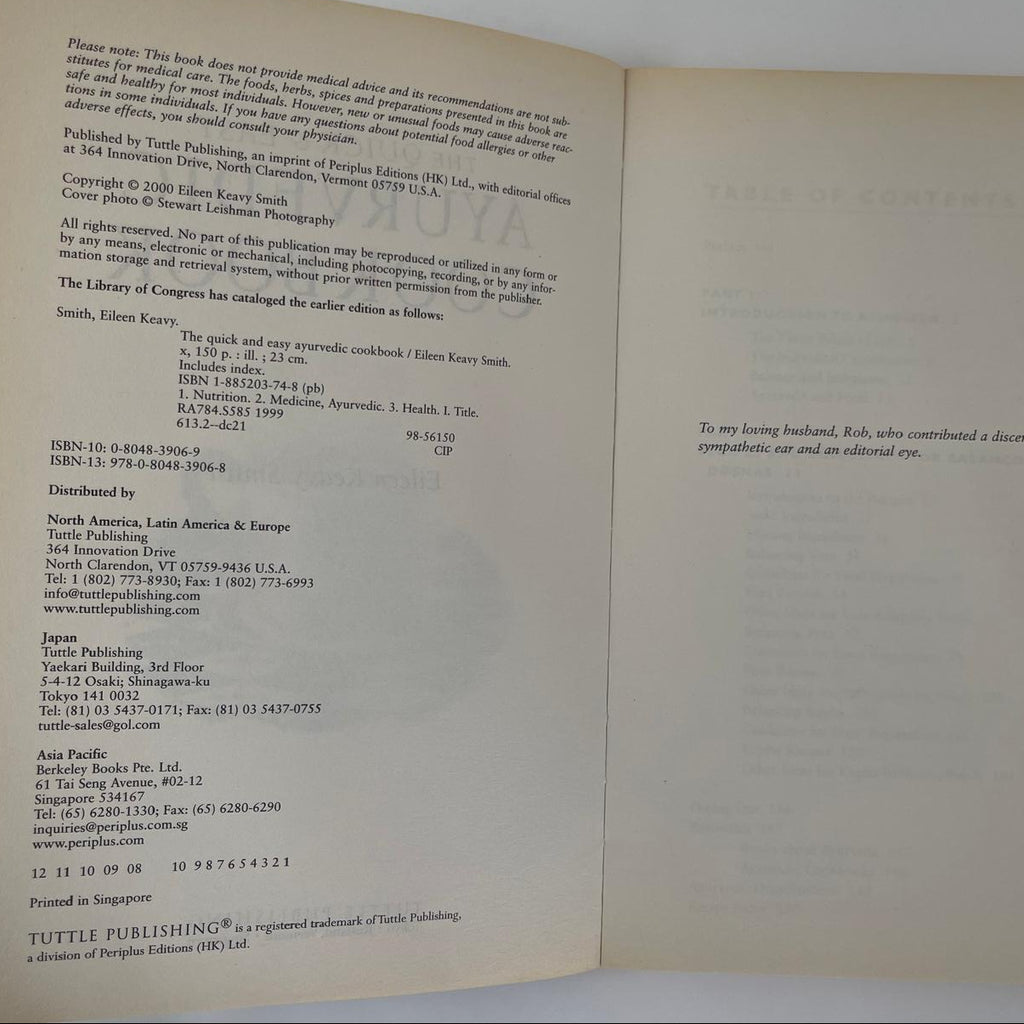 Please note: This book does not provide medical advice and its recommendations are not sub-
stitutes for medical care. The foods, herbs, spices and preparations presented in this book are
safe and healthy for most individuals. However, new or unusual foods may cause adverse reac-
tions in some individuals. If you have any questions about potential food allergies or other
adverse effects, you should consult your physician.
Published by Tuttle Publishing, an imprint of Periplus Editions (HK) Ltd., with editorial offices
at 364 Innovation Drive, North Clarendon, Vermont 05759 U.S.A.
Copyright © 2000 Eileen Keavy Smith
Cover photo © Stewart Leishman Photography
All rights reserved. No part of this publication may be reproduced or utilized in any form or
by any means, electronic or mechanical, including photocopying, recording, or by any infor-
mation storage and retrieval system, without prior written permission from the publisher.
The Library of Congress has cataloged the earlier edition as follows:
Smith, Eileen Keavy.
The quick and easy ayurvedic cookbook / Eileen Keavy Smith.
x, 150 p. : ill. ; 23 cm.
Includes index.
ISBN 1-885203-74-8 (pb)
1. Nutrition. 2. Medicine, Ayurvedic. 3. Health. I. Title.
RA784.S585 1999
613.2--dc21
98-56150
CIP
ISBN-10: 0-8048-3906-9
ISBN-13: 978-0-8048-3906-8
Distributed by
North America, Latin America & Europe
Tuttle Publishing
364 Innovation Drive
North Clarendon, VT 05759-9436 U.S.A.
Tel: 1 (802) 773-8930; Fax: 1 (802) 773-6993
info@tuttlepublishing.com
www.tuttlepublishing.com
Japan
Tuttle Publishing
Yaekari Building, 3rd Floor
5-4-12 Osaki; Shinagawa-ku
Tokyo 141 0032
Tel: (81) 03 5437-0171; Fax: (81) 03 5437-0755
tuttle-sales@gol.com
Asia Pacific
Berkeley Books Pte. Ltd.
61 Tai Seng Avenue, #02-12
Singapore 534167
Tel: (65) 6280-1330; Fax: (65) 6280-6290
inquiries@periplus.com.sg
www.periplus.com
12 11 10 09 08 10 9 8 7 6 5 4 3 2 1
Printed in Singapore
TUTTLE PUBLISHING® is a registered trademark of Tuttle Publishing,
a division of Periplus Editions (HK) Ltd.
TABLE OF CONTENTS
To my loving husband, Rob, who contributed a
sympathetic ear and an editorial eye.